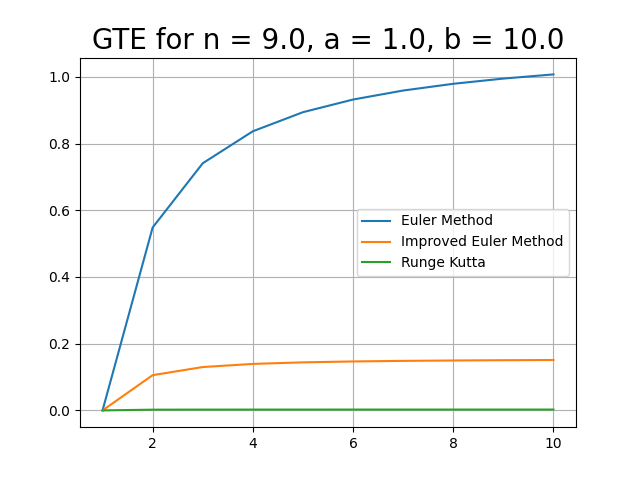 GTE for n = 9.0, a = 1.0, b = 10.0
1.0
0.8
0.6
0.4
0.2
0.0
Euler Method
Improved Euler Method
Runge Kutta
2 4 6 8 10